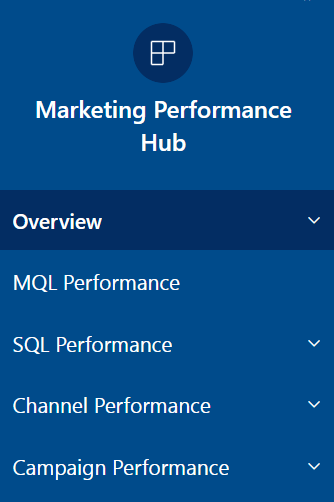 Marketing Performance
Hub
Overview
MQL Performance
SQL Performance
Channel Performance
Campaign Performance